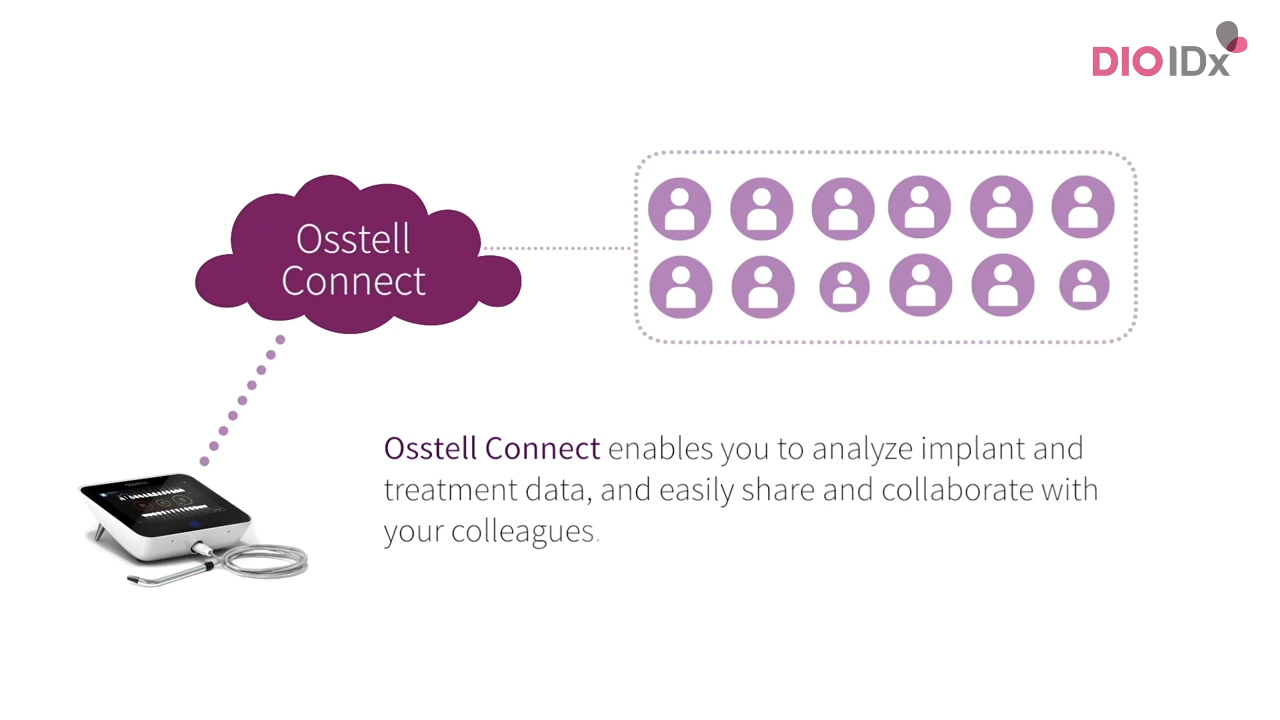 DIO IDx
Osstell
Connect
Osstell Connect enables you to analyze implant and
treatment data, and easily share and collaborate with
your colleagues.